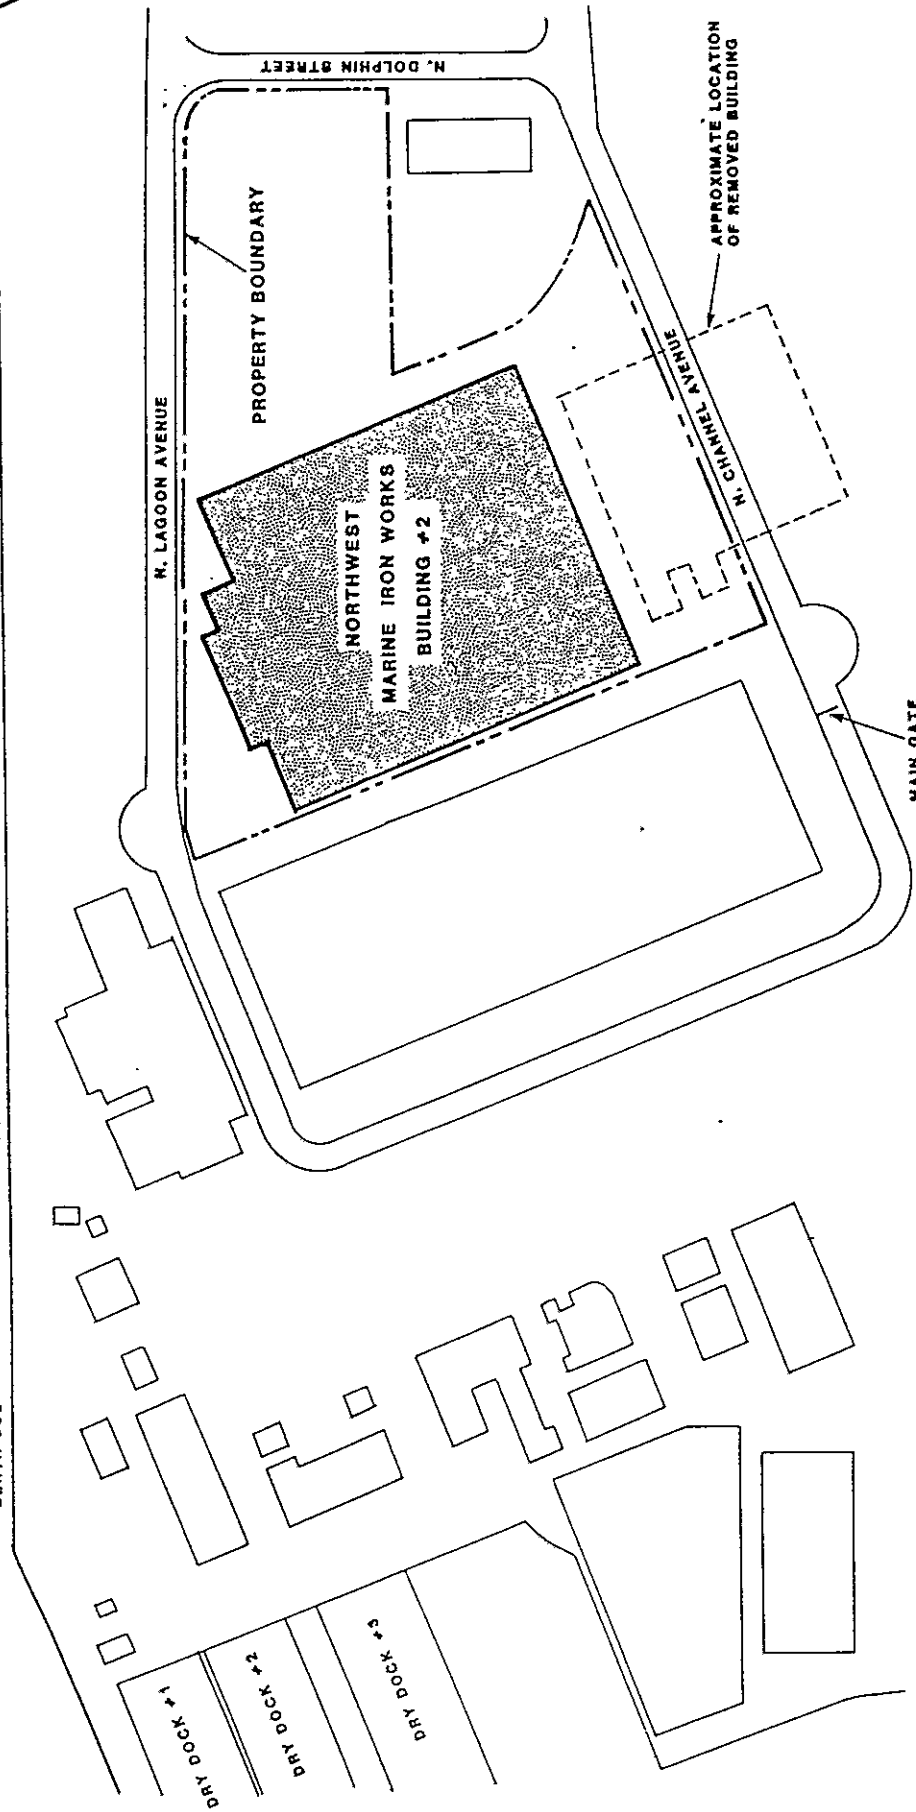 N. DOLPHIN STREET
N. LAGOON AVENUE
PROPERTY BOUNDARY
APPROXIMATE LOCATION
OF REMOVED BUILDING
N. CHANNEL AVENUE
NORTHWEST
MARINE IRON WORKS
BUILDING #2
MAIN GATE
DRY DOCK #1
DRY DOCK #2
DRY DOCK #3